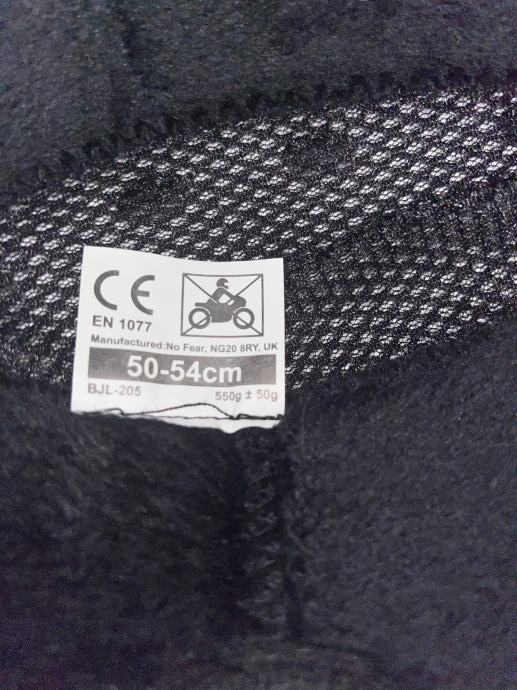 CE
EN 1077
Manufactured:No Fear, NG20 8RY, UK
50-54cm
BJL-205 550g ± 50g